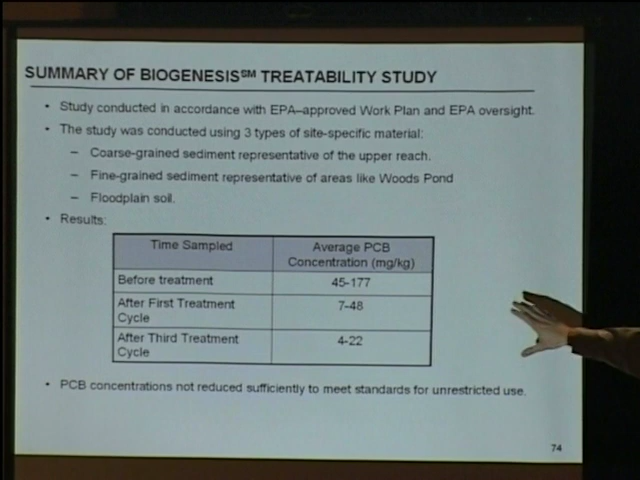 SUMMARY OF BIOGENESIS℠ TREATABILITY STUDY
• Study conducted in accordance with EPA–approved Work Plan and EPA oversight.
• The study was conducted using 3 types of site-specific material:
– Coarse-grained sediment representative of the upper reach.
– Fine-grained sediment representative of areas like Woods Pond
– Floodplain soil.
• Results:
Time Sampled
Average PCB
Concentration (mg/kg)
Before treatment
45-177
After First Treatment
Cycle
7-48
After Third Treatment
Cycle
4-22
• PCB concentrations not reduced sufficiently to meet standards for unrestricted use.
74